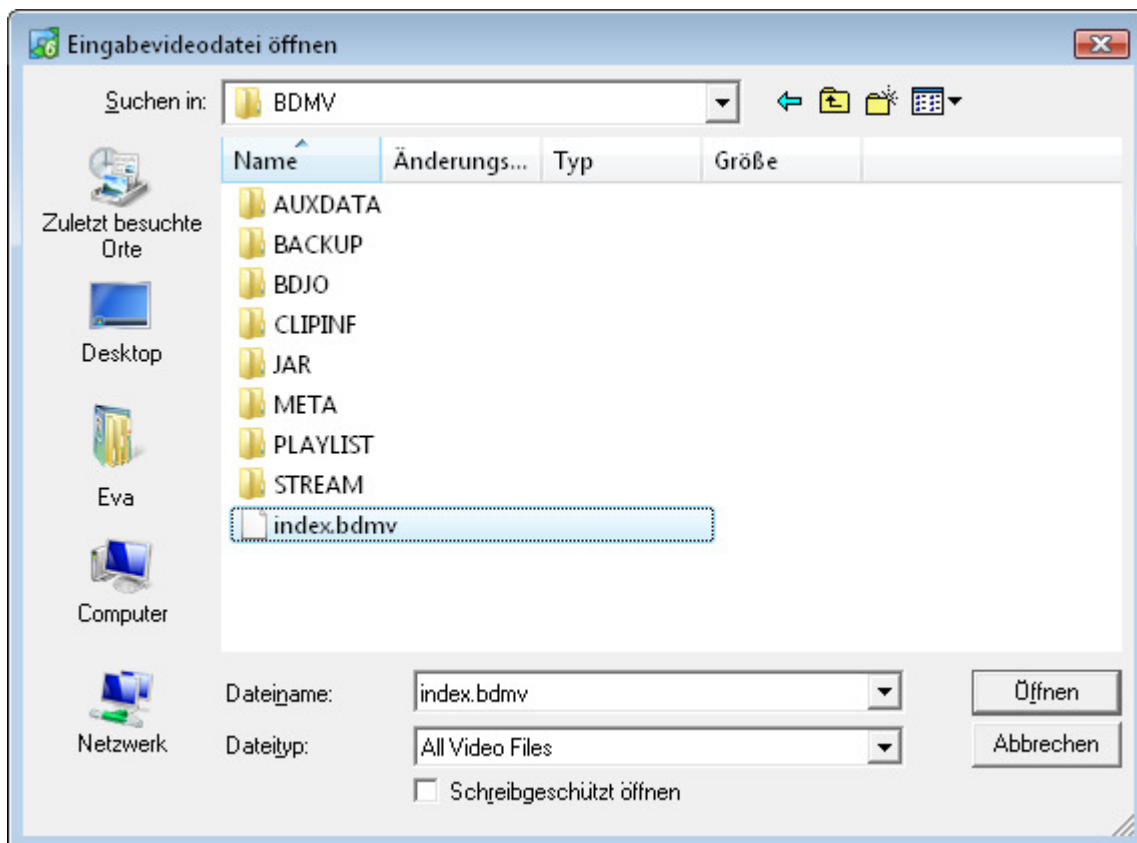 Eingabevideodatei öffnen
Suchen in: BDMV
Name Änderungs... Typ Größe
AUXDATA
BACKUP
BDJO
CLIPINF
JAR
META
PLAYLIST
STREAM
index.bdmv
Zuletzt besuchte
Orte
Desktop
Eva
Computer
Netzwerk
Dateiname: index.bdmv Öffnen
Dateityp: All Video Files Abbrechen
Schreibgeschützt öffnen